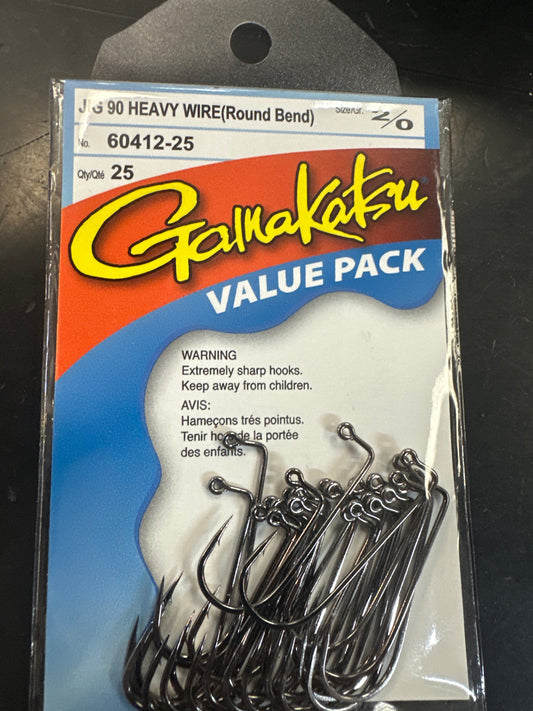 JIG 90 HEAVY WIRE(Round Bend)
Size/Gr. 2/0
No. 60412-25
Qty/Qté 25
Gamakatsu
VALUE PACK
WARNING
Extremely sharp hooks.
Keep away from children.
AVIS:
Hameçons trés pointus.
Tenir hors de la portée
des enfants.